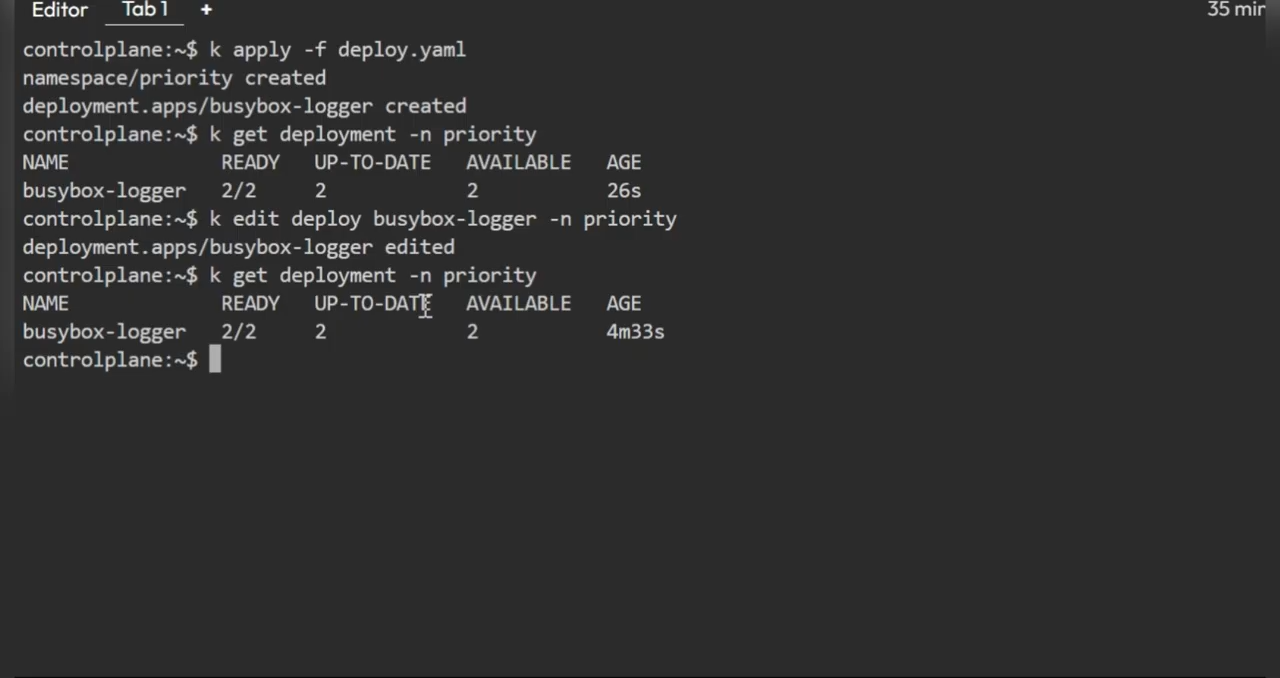 Editor Tab 1 + 35 min
controlplane:~$ k apply -f deploy.yaml
namespace/priority created
deployment.apps/busybox-logger created
controlplane:~$ k get deployment -n priority
NAME READY UP-TO-DATE AVAILABLE AGE
busybox-logger 2/2 2 2 26s
controlplane:~$ k edit deploy busybox-logger -n priority
deployment.apps/busybox-logger edited
controlplane:~$ k get deployment -n priority
NAME READY UP-TO-DATE AVAILABLE AGE
busybox-logger 2/2 2 2 4m33s
controlplane:~$